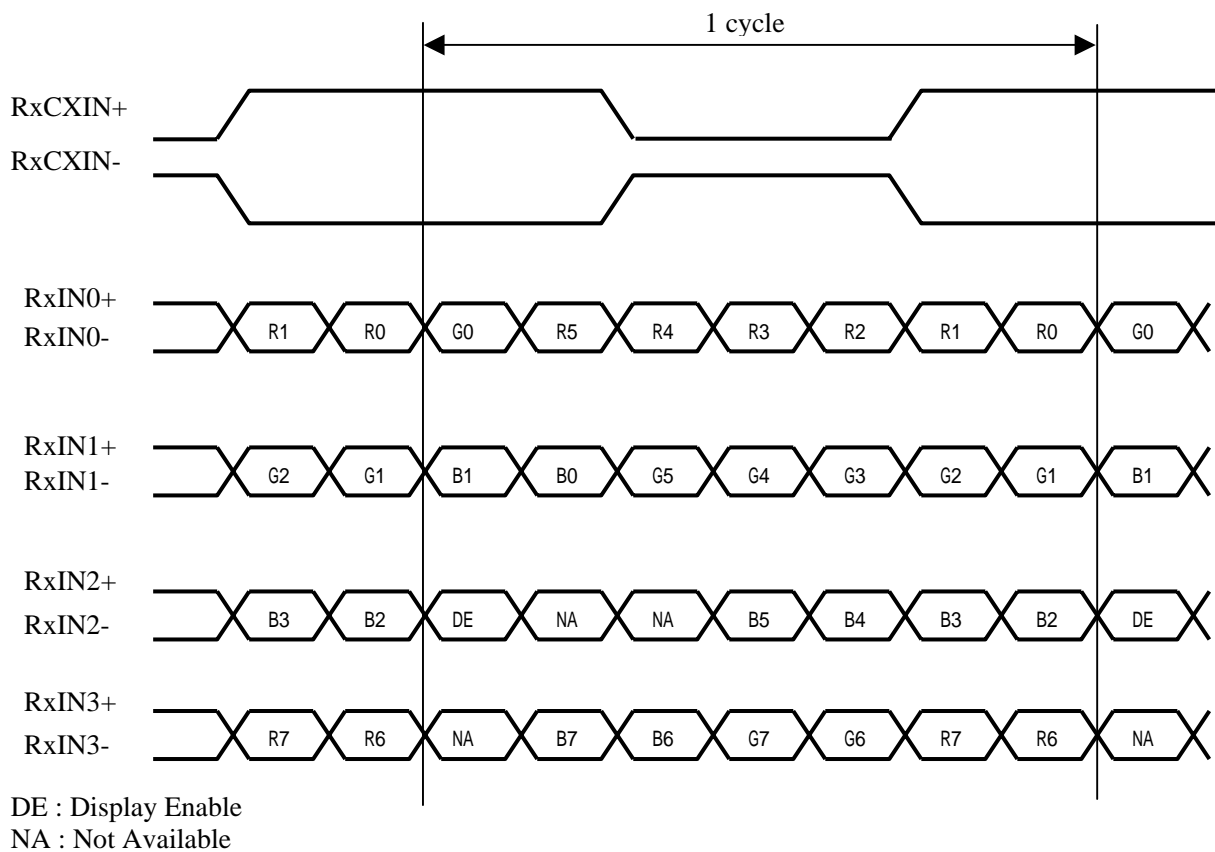 1 cycle
RxCXIN+
RxCXIN-
RxIN0+
RxIN0-
R1 R0 G0 R5 R4 R3 R2 R1 R0 G0
RxIN1+
RxIN1-
G2 G1 B1 B0 G5 G4 G3 G2 G1 B1
RxIN2+
RxIN2-
B3 B2 DE NA NA B5 B4 B3 B2 DE
RxIN3+
RxIN3-
R7 R6 NA B7 B6 G7 G6 R7 R6 NA
DE : Display Enable
NA : Not Available